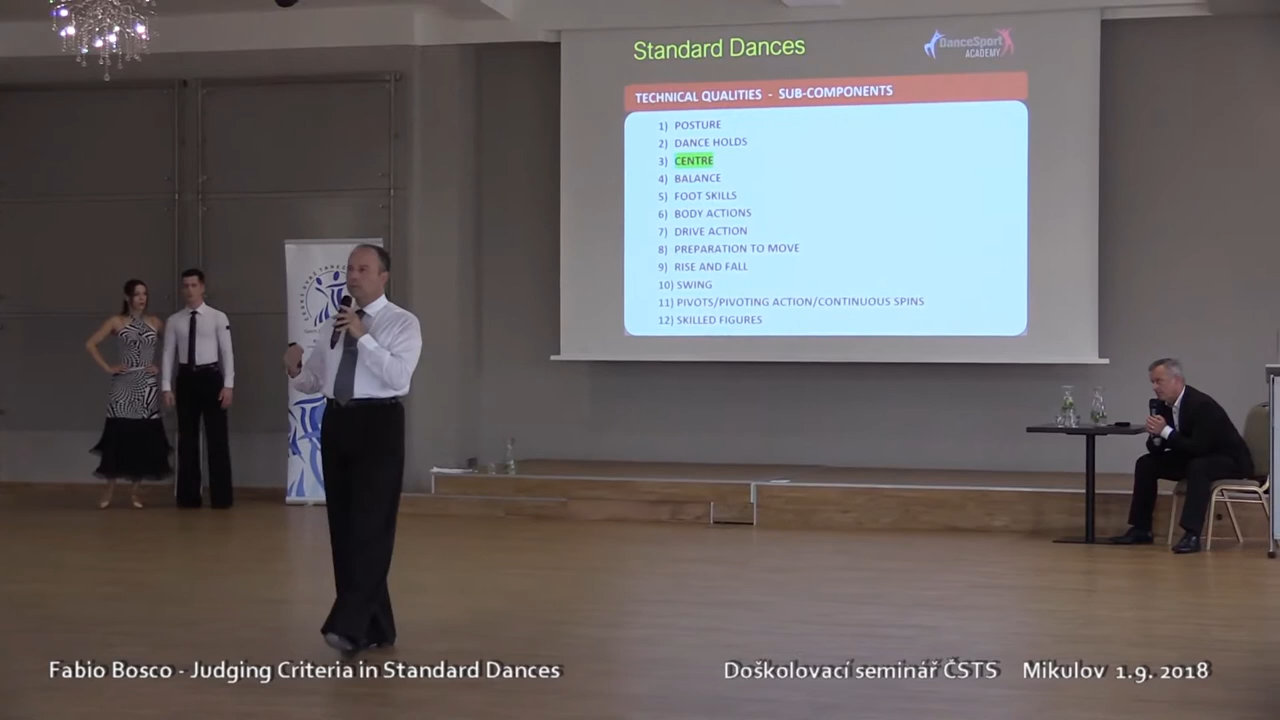 Standard Dances
DanceSport
ACADEMY
TECHNICAL QUALITIES - SUB-COMPONENTS
1) POSTURE
2) DANCE HOLDS
3) CENTRE
4) BALANCE
5) FOOT SKILLS
6) BODY ACTIONS
7) DRIVE ACTION
8) PREPARATION TO MOVE
9) RISE AND FALL
10) SWING
11) PIVOTS/PIVOTING ACTION/CONTINUOUS SPINS
12) SKILLED FIGURES
Fabio Bosco - Judging Criteria in Standard Dances
Doškolovací seminář ČSTS Mikulov 1.9. 2018